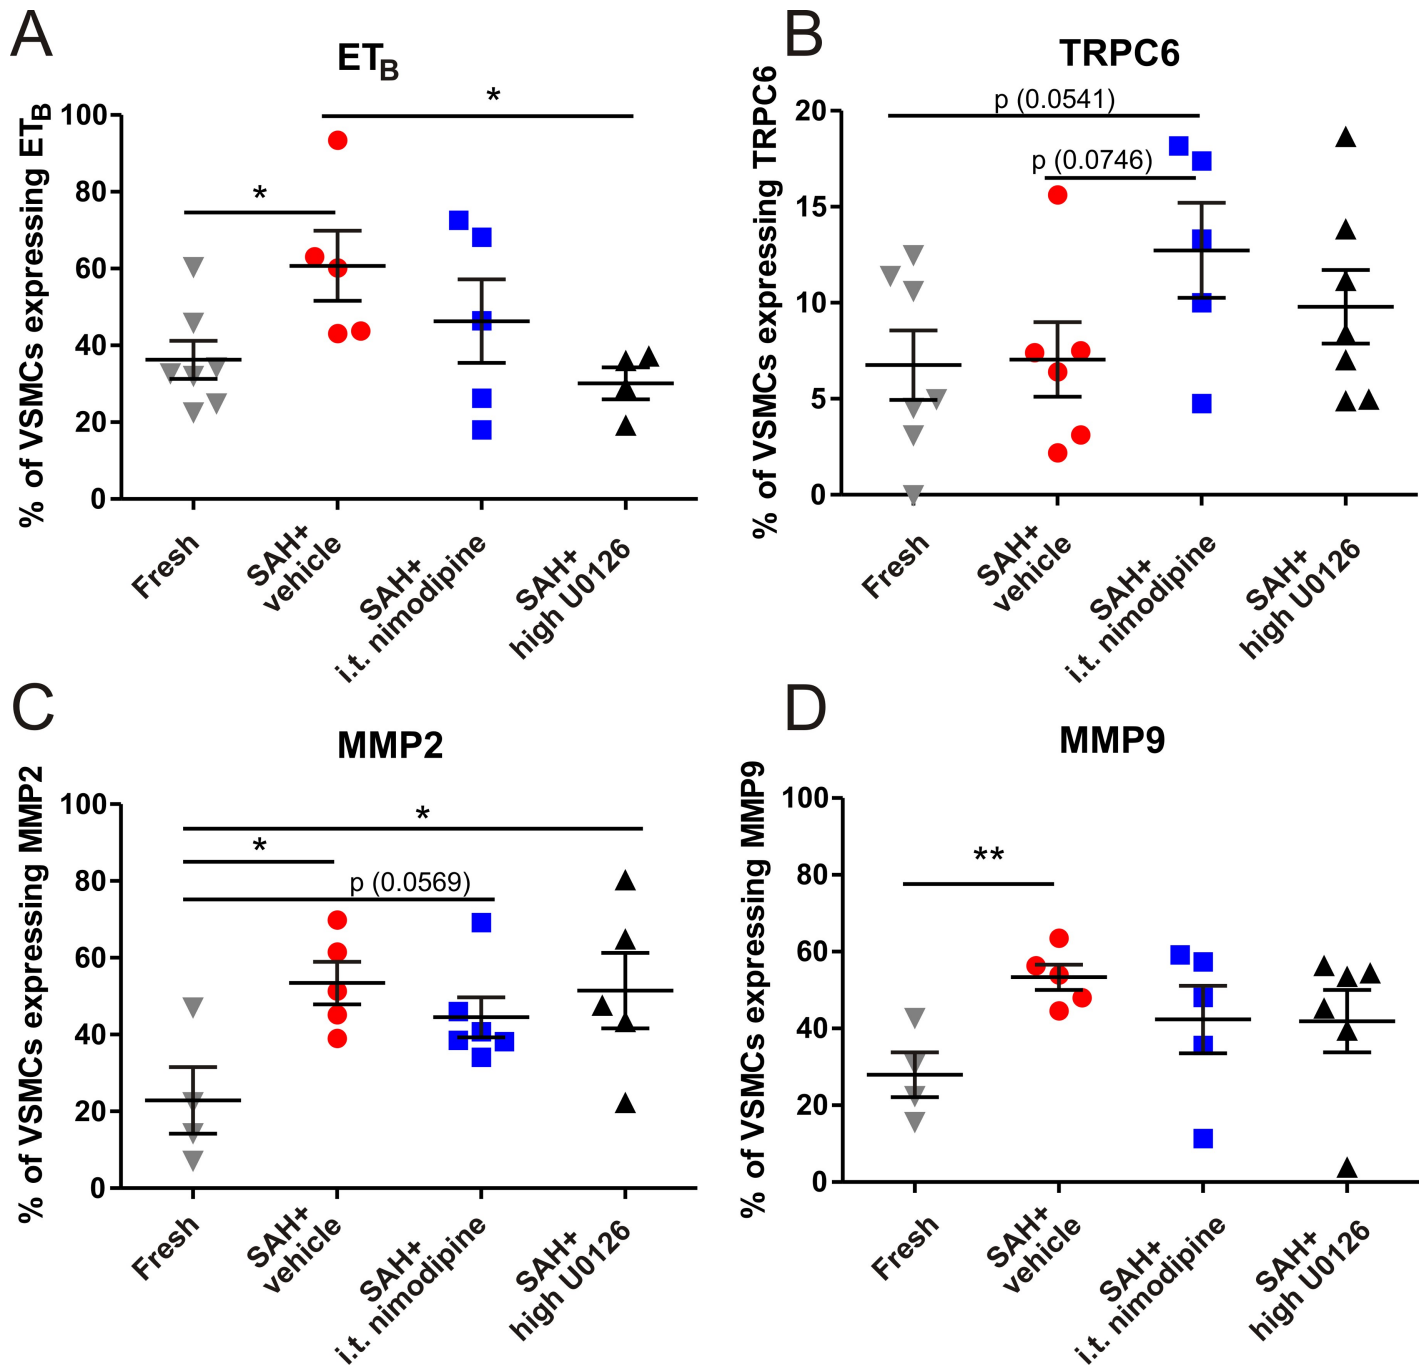 A
ETB
% of VSMCs expressing ETB
100
80
60
40
20
0
*
*
Fresh
SAH+
vehicle
SAH+
i.t. nimodipine
SAH+
high U0126
B
TRPC6
% of VSMCs expressing TRPC6
20
15
10
5
0
p (0.0541)
p (0.0746)
Fresh
SAH+
vehicle
SAH+
i.t. nimodipine
SAH+
high U0126
C
MMP2
% of VSMCs expressing MMP2
100
80
60
40
20
0
*
*
p (0.0569)
Fresh
SAH+
vehicle
SAH+
i.t. nimodipine
SAH+
high U0126
D
MMP9
% of VSMCs expressing MMP9
100
80
60
40
20
0
**
Fresh
SAH+
vehicle
SAH+
i.t. nimodipine
SAH+
high U0126